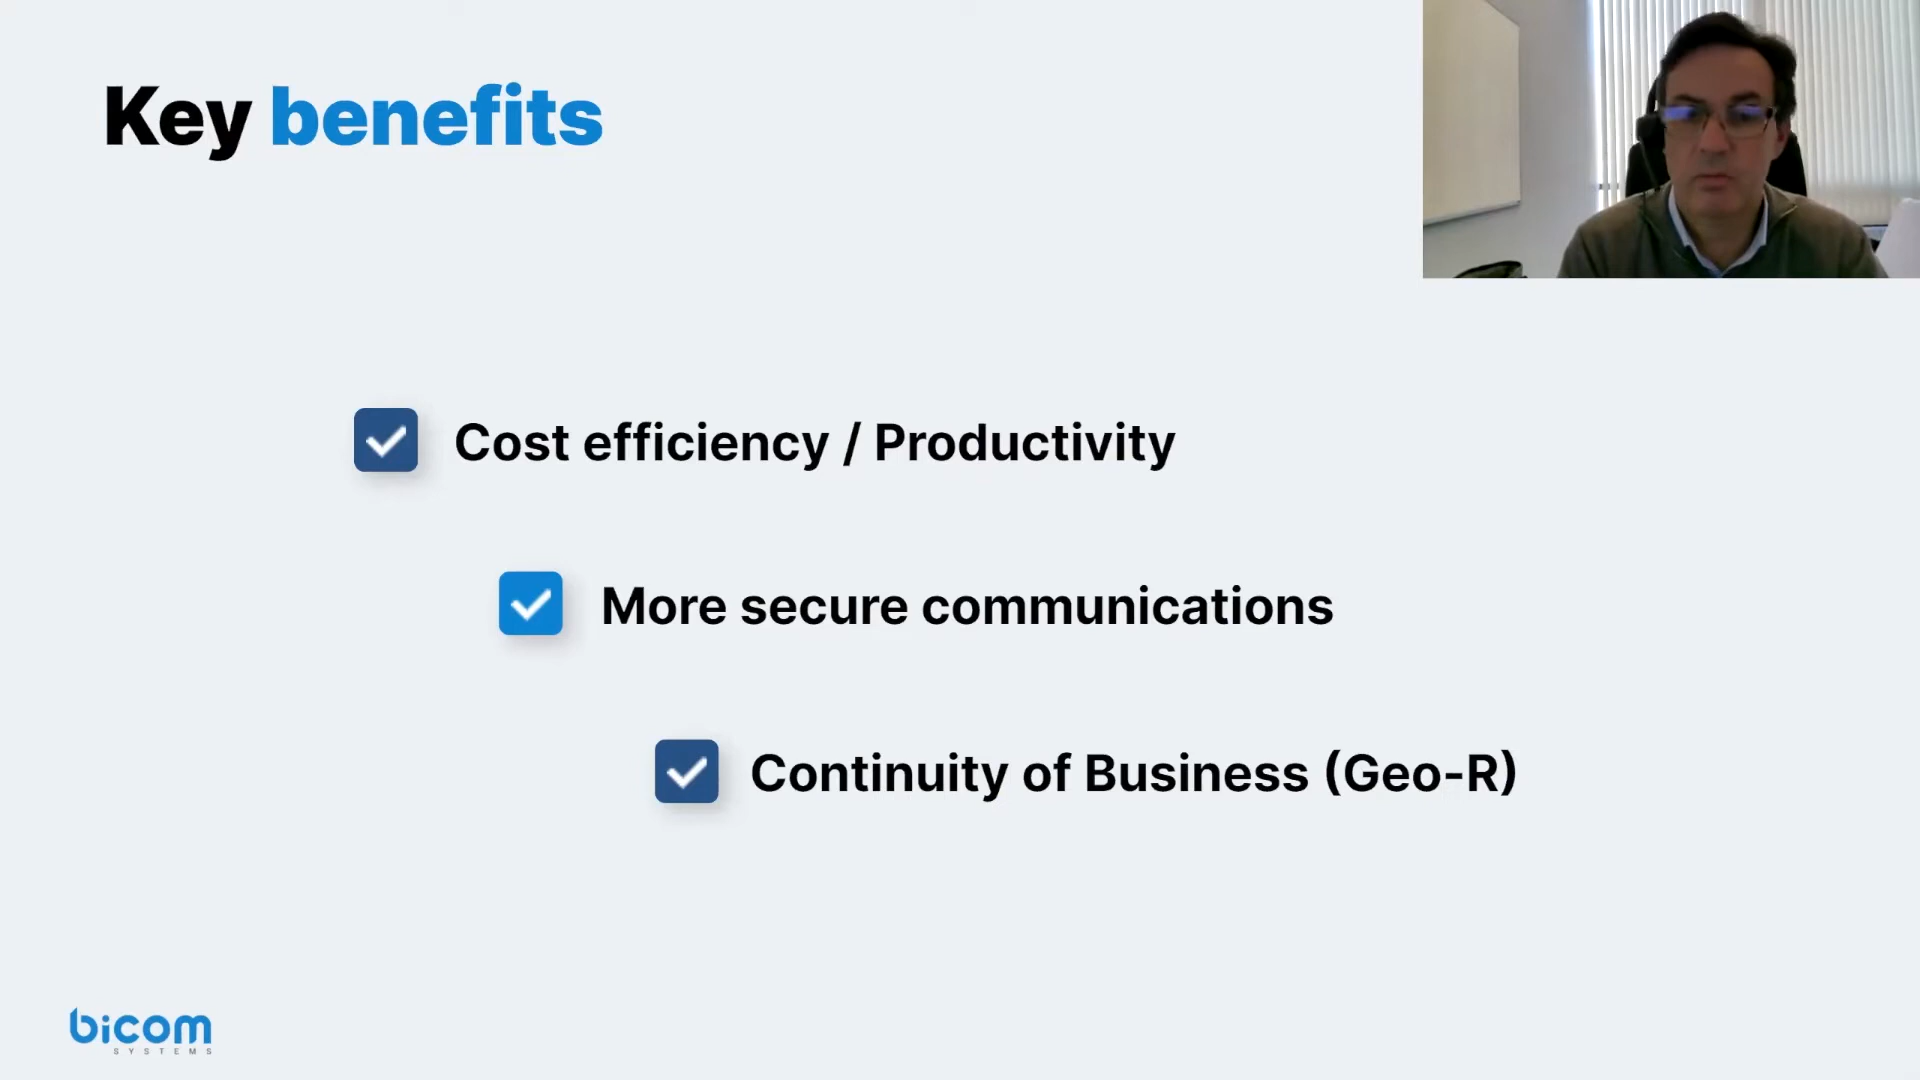 Key benefits
Cost efficiency / Productivity
More secure communications
Continuity of Business (Geo-R)
bicom
SYSTEMS